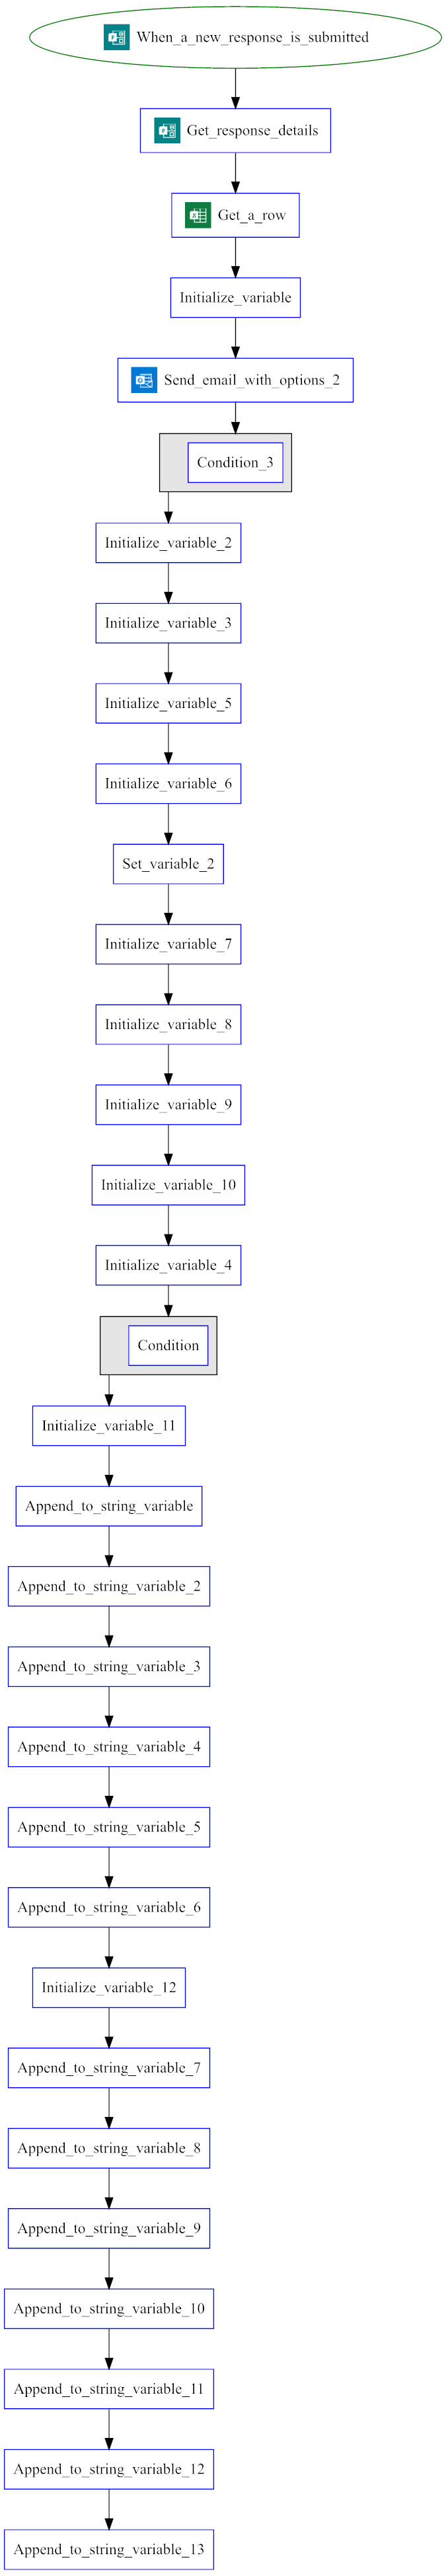 When_a_new_response_is_submitted
Get_response_details
Get_a_row
Initialize_variable
Send_email_with_options_2
Condition_3
Initialize_variable_2
Initialize_variable_3
Initialize_variable_5
Initialize_variable_6
Set_variable_2
Initialize_variable_7
Initialize_variable_8
Initialize_variable_9
Initialize_variable_10
Initialize_variable_4
Condition
Initialize_variable_11
Append_to_string_variable
Append_to_string_variable_2
Append_to_string_variable_3
Append_to_string_variable_4
Append_to_string_variable_5
Append_to_string_variable_6
Initialize_variable_12
Append_to_string_variable_7
Append_to_string_variable_8
Append_to_string_variable_9
Append_to_string_variable_10
Append_to_string_variable_11
Append_to_string_variable_12
Append_to_string_variable_13